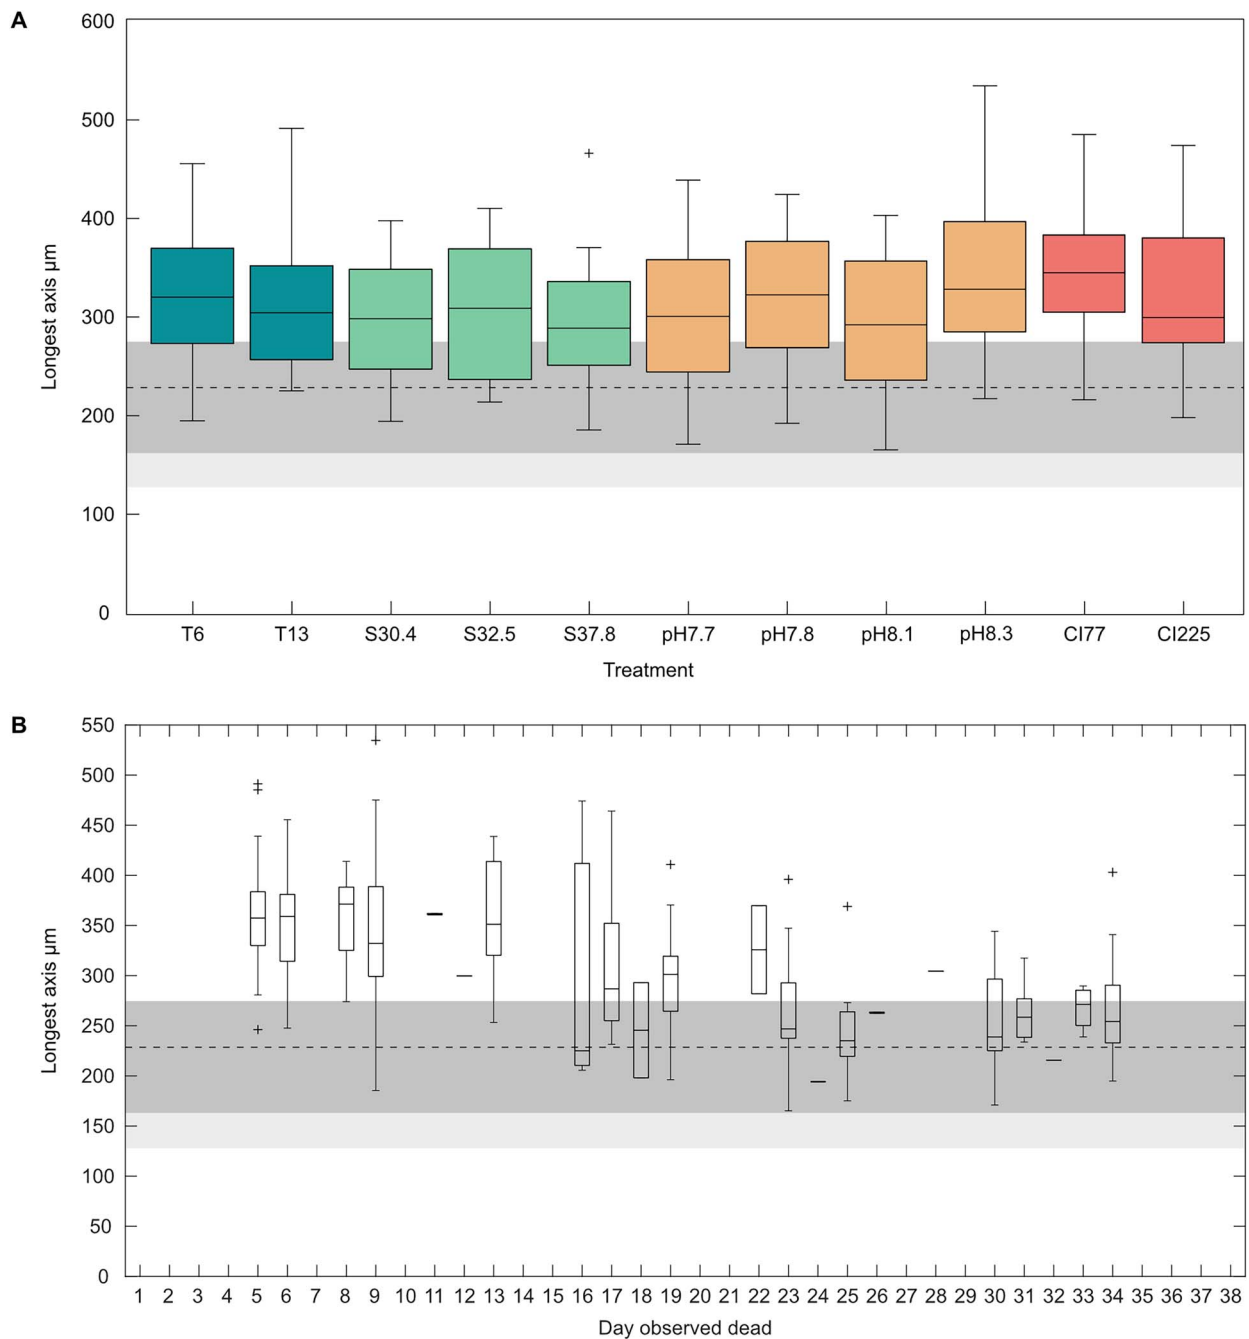 A
600
500
400
300
200
100
0
Longest axis µm
T6 T13 S30.4 S32.5 S37.8 pH7.7 pH7.8 pH8.1 pH8.3 CI77 CI225
Treatment
B
550
500
450
400
350
300
250
200
150
100
50
0
Longest axis µm
1 2 3 4 5 6 7 8 9 10 11 12 13 14 15 16 17 18 19 20 21 22 23 24 25 26 27 28 29 30 31 32 33 34 35 36 37 38
Day observed dead